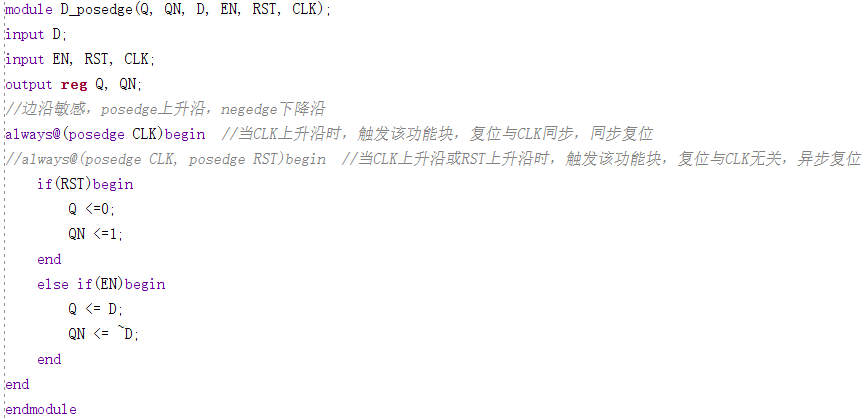 module D_posedge(Q, QN, D, EN, RST, CLK);
input D;
input EN, RST, CLK;
output reg Q, QN;
//边沿敏感，posedge上升沿，negedge下降沿
always@(posedge CLK)begin  //当CLK上升沿时，触发该功能块，复位与CLK同步，同步复位
//always@(posedge CLK, posedge RST)begin  //当CLK上升沿或RST上升沿时，触发该功能块，复位与CLK无关，异步复位
    if(RST)begin
        Q <=0;
        QN <=1;
    end
    else if(EN)begin
        Q <= D;
        QN <= ~D;
    end
end
endmodule